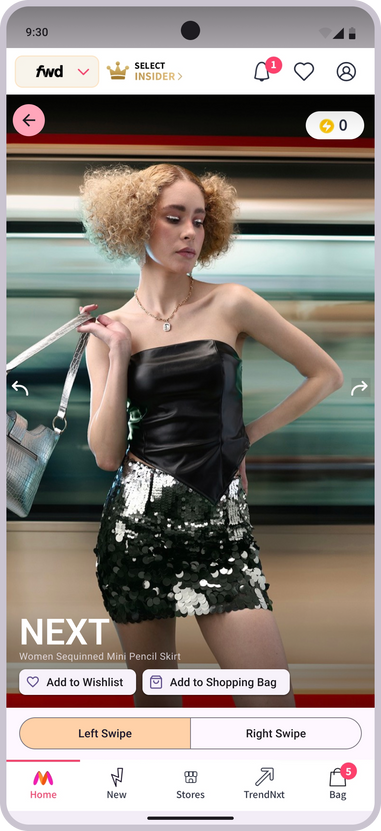 9:30
fwd
SELECT
INSIDER
1
0
NEXT
Women Sequinned Mini Pencil Skirt
Add to Wishlist
Add to Shopping Bag
Left Swipe
Right Swipe
5
Home
New
Stores
TrendNxt
Bag